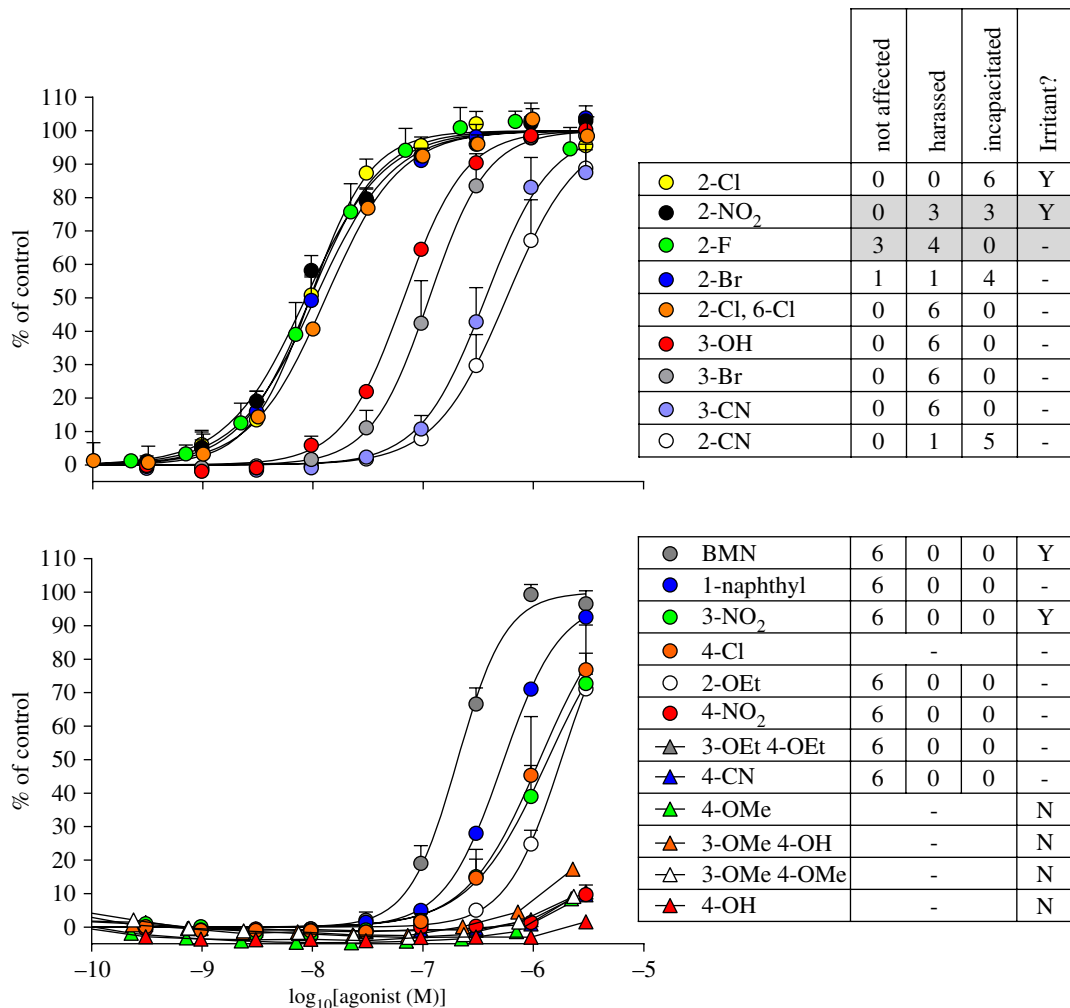 not affected
harassed
incapacitated
Irritant?
110
100
90
80
70
60
50
40
30
20
10
0
% of control
–10
–9
–8
–7
–6
–5
2-Cl 0 0 6 Y
2-NO₂ 0 3 3 Y
2-F 3 4 0 -
2-Br 1 1 4 -
2-Cl, 6-Cl 0 6 0 -
3-OH 0 6 0 -
3-Br 0 6 0 -
3-CN 0 6 0 -
2-CN 0 1 5 -
110
100
90
80
70
60
50
40
30
20
10
0
% of control
–10
–9
–8
–7
–6
–5
log₁₀[agonist (M)]
BMN 6 0 0 Y
1-naphthyl 6 0 0 -
3-NO₂ 6 0 0 Y
4-Cl - -
2-OEt 6 0 0 -
4-NO₂ 6 0 0 -
3-OEt 4-OEt 6 0 0 -
4-CN 6 0 0 -
4-OMe - N
3-OMe 4-OH - N
3-OMe 4-OMe - N
4-OH - N